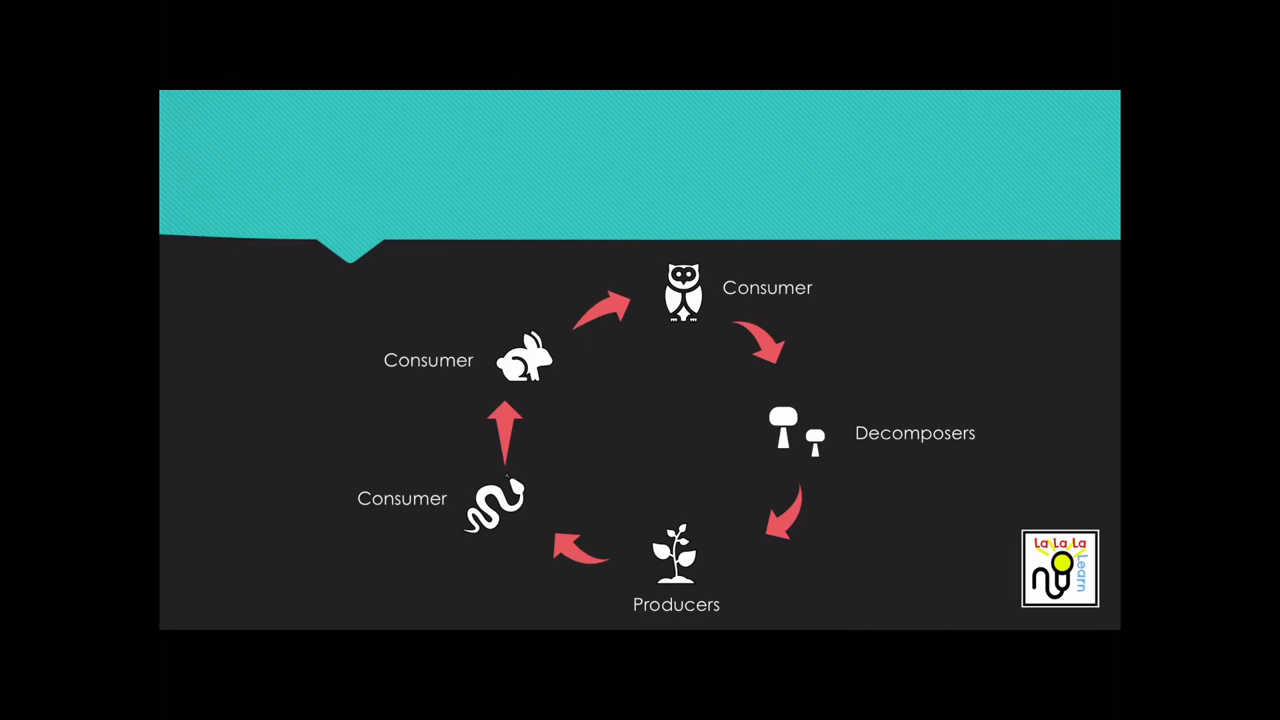 Consumer
Consumer
Decomposers
Consumer
La La La
Learn
Producers